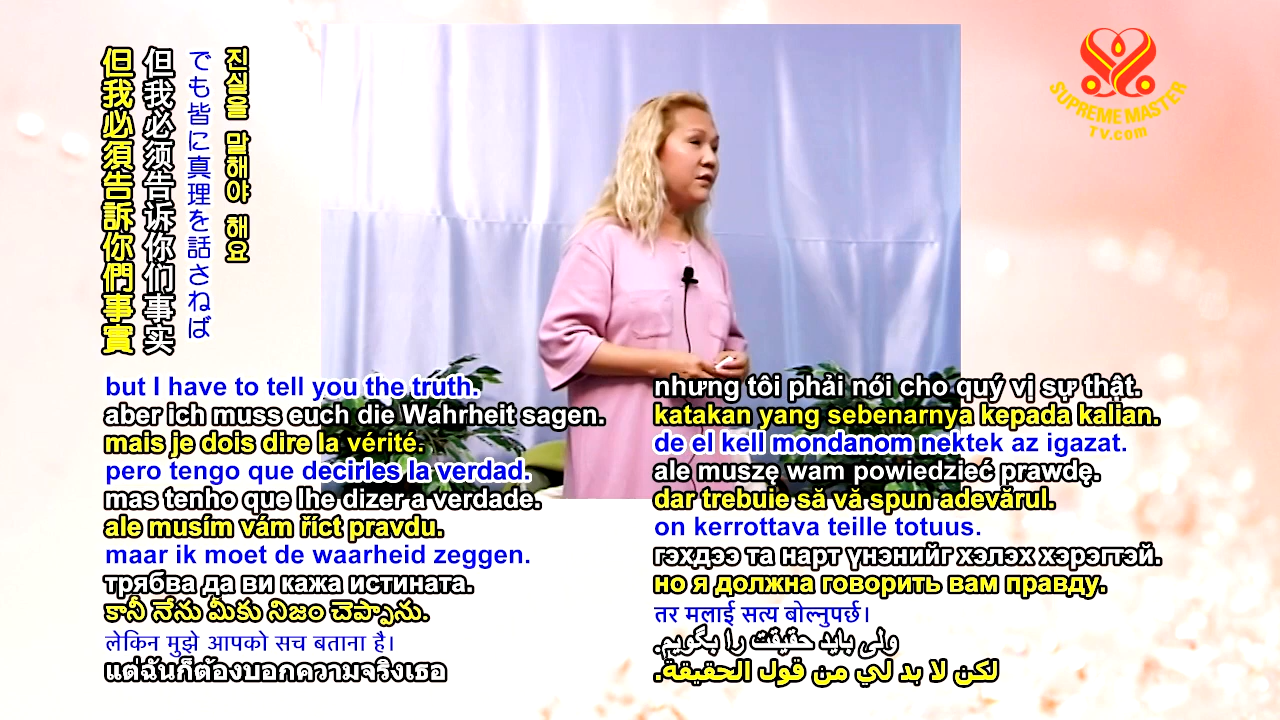 但我必須告訴你們事實
但我必须告诉你们事实
でも皆に真理を話さねば
진실을 말해야 해요
SUPREME MASTER
TV.com
but I have to tell you the truth.
aber ich muss euch die Wahrheit sagen.
mais je dois dire la vérité.
pero tengo que decirles la verdad.
mas tenho que lhe dizer a verdade.
ale musím vám říct pravdu.
maar ik moet de waarheid zeggen.
трябва да ви кажа истината.
కానీ నేను మీకు నిజం చెప్పాను.
लेकिन मुझे आपको सच बताना है।
แต่ฉันก็ต้องบอกความจริงเธอ
nhưng tôi phải nói cho quý vị sự thật.
katakan yang sebenarnya kepada kalian.
de el kell mondanom nektek az igazat.
ale muszę wam powiedzieć prawdę.
dar trebuie să vă spun adevărul.
on kerrottava teille totuus.
гэхдээ та нарт үнэнийг хэлэх хэрэгтэй.
но я должна говорить вам правду.
तर मलाई सत्य बोल्नुपर्छ।
ولی باید حقیقت را بگویم.
لكن لا بد لي من قول الحقيقة.